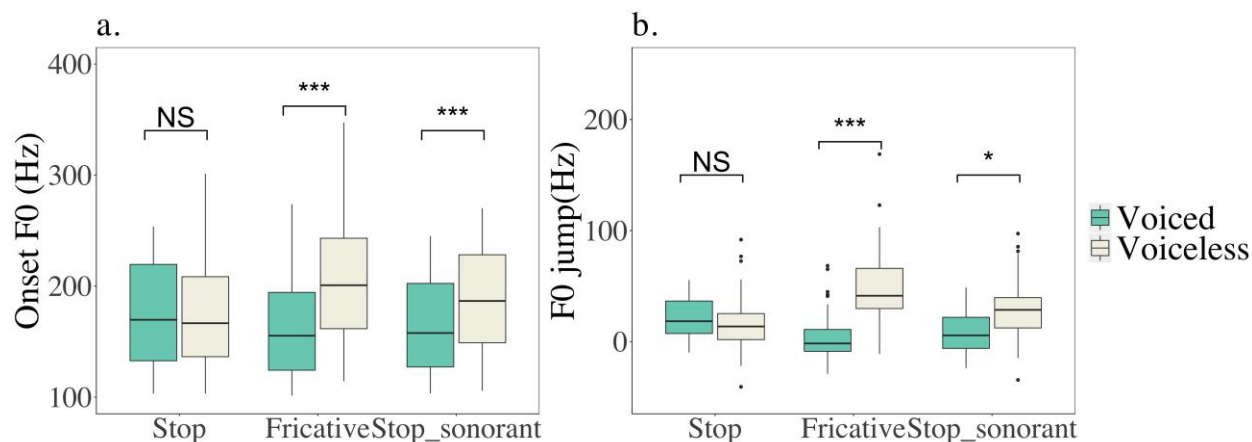 a.
Onset F0 (Hz)
400
300
200
100
NS
***
***
Stop
Fricative
Stop_sonorant
b.
F0 jump(Hz)
200
100
0
NS
***
*
Stop
Fricative
Stop_sonorant
Voiced
Voiceless